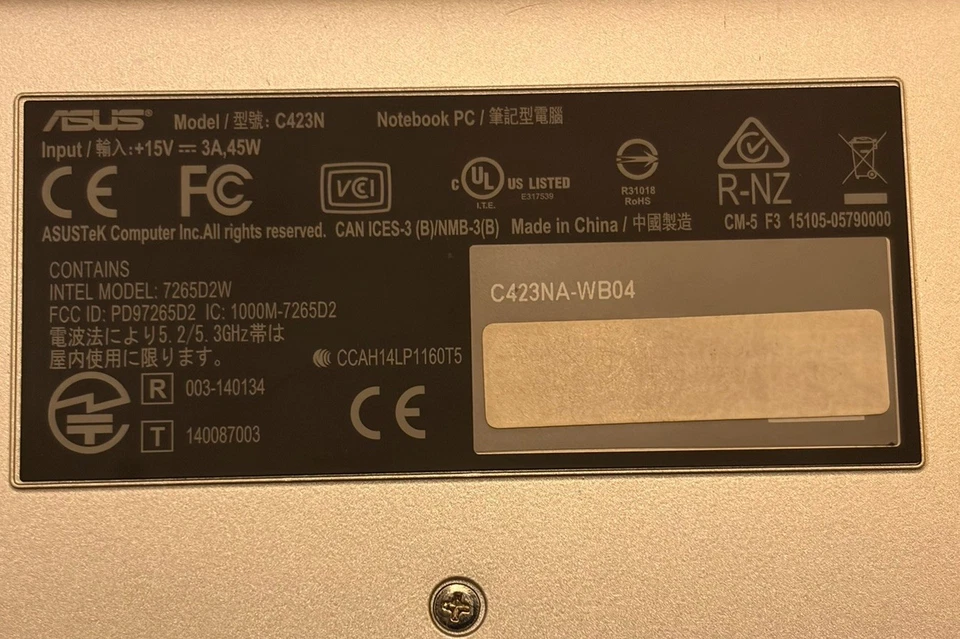 ASUS® Model / 型號: C423N Notebook PC / 筆記型電腦
Input / 輸入:+15V ⎓ 3A,45W
CE FC VCCI c UL US LISTED
I.T.E. E317539
R31018
RoHS
R-NZ
ASUSTeK Computer Inc.All rights reserved. CAN ICES-3 (B)/NMB-3(B) Made in China / 中國製造 CM-5 F3 15105-05790000
CONTAINS
INTEL MODEL: 7265D2W
FCC ID: PD97265D2 IC: 1000M-7265D2
電波法により5.2/5.3GHz帯は
屋内使用に限ります。
CCAH14LP1160T5
R 003-140134
T 140087003
CE
C423NA-WB04